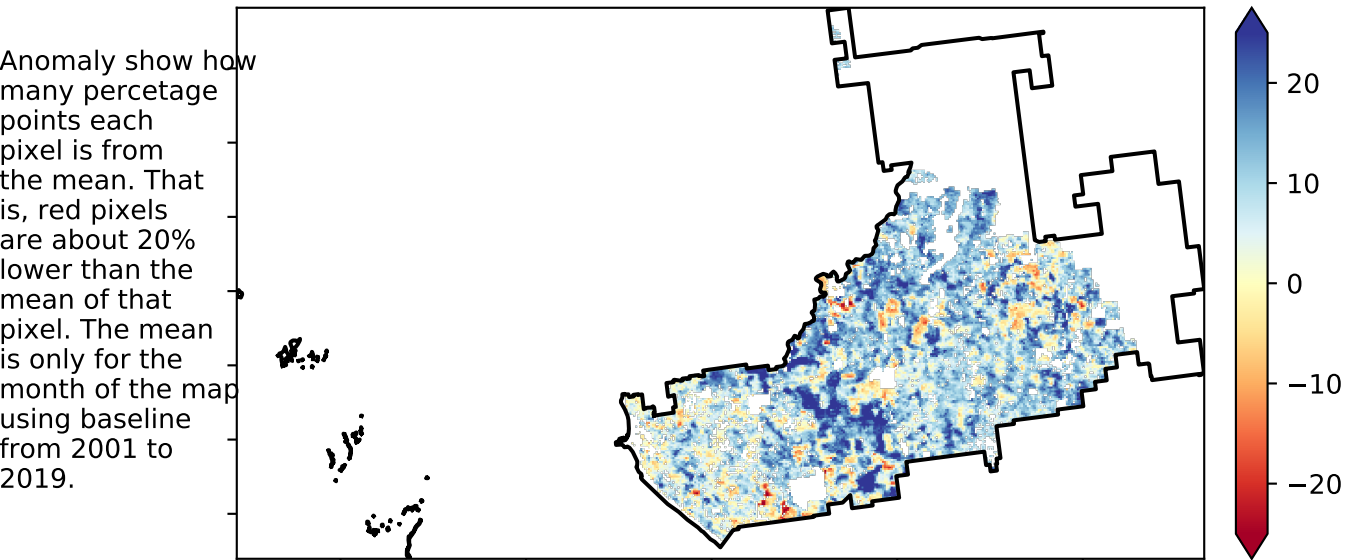 Anomaly show how
many percetage
points each
pixel is from
the mean. That
is, red pixels
are about 20%
lower than the
mean of that
pixel. The mean
is only for the
month of the map
using baseline
from 2001 to
2019.
20
10
0
−10
−20